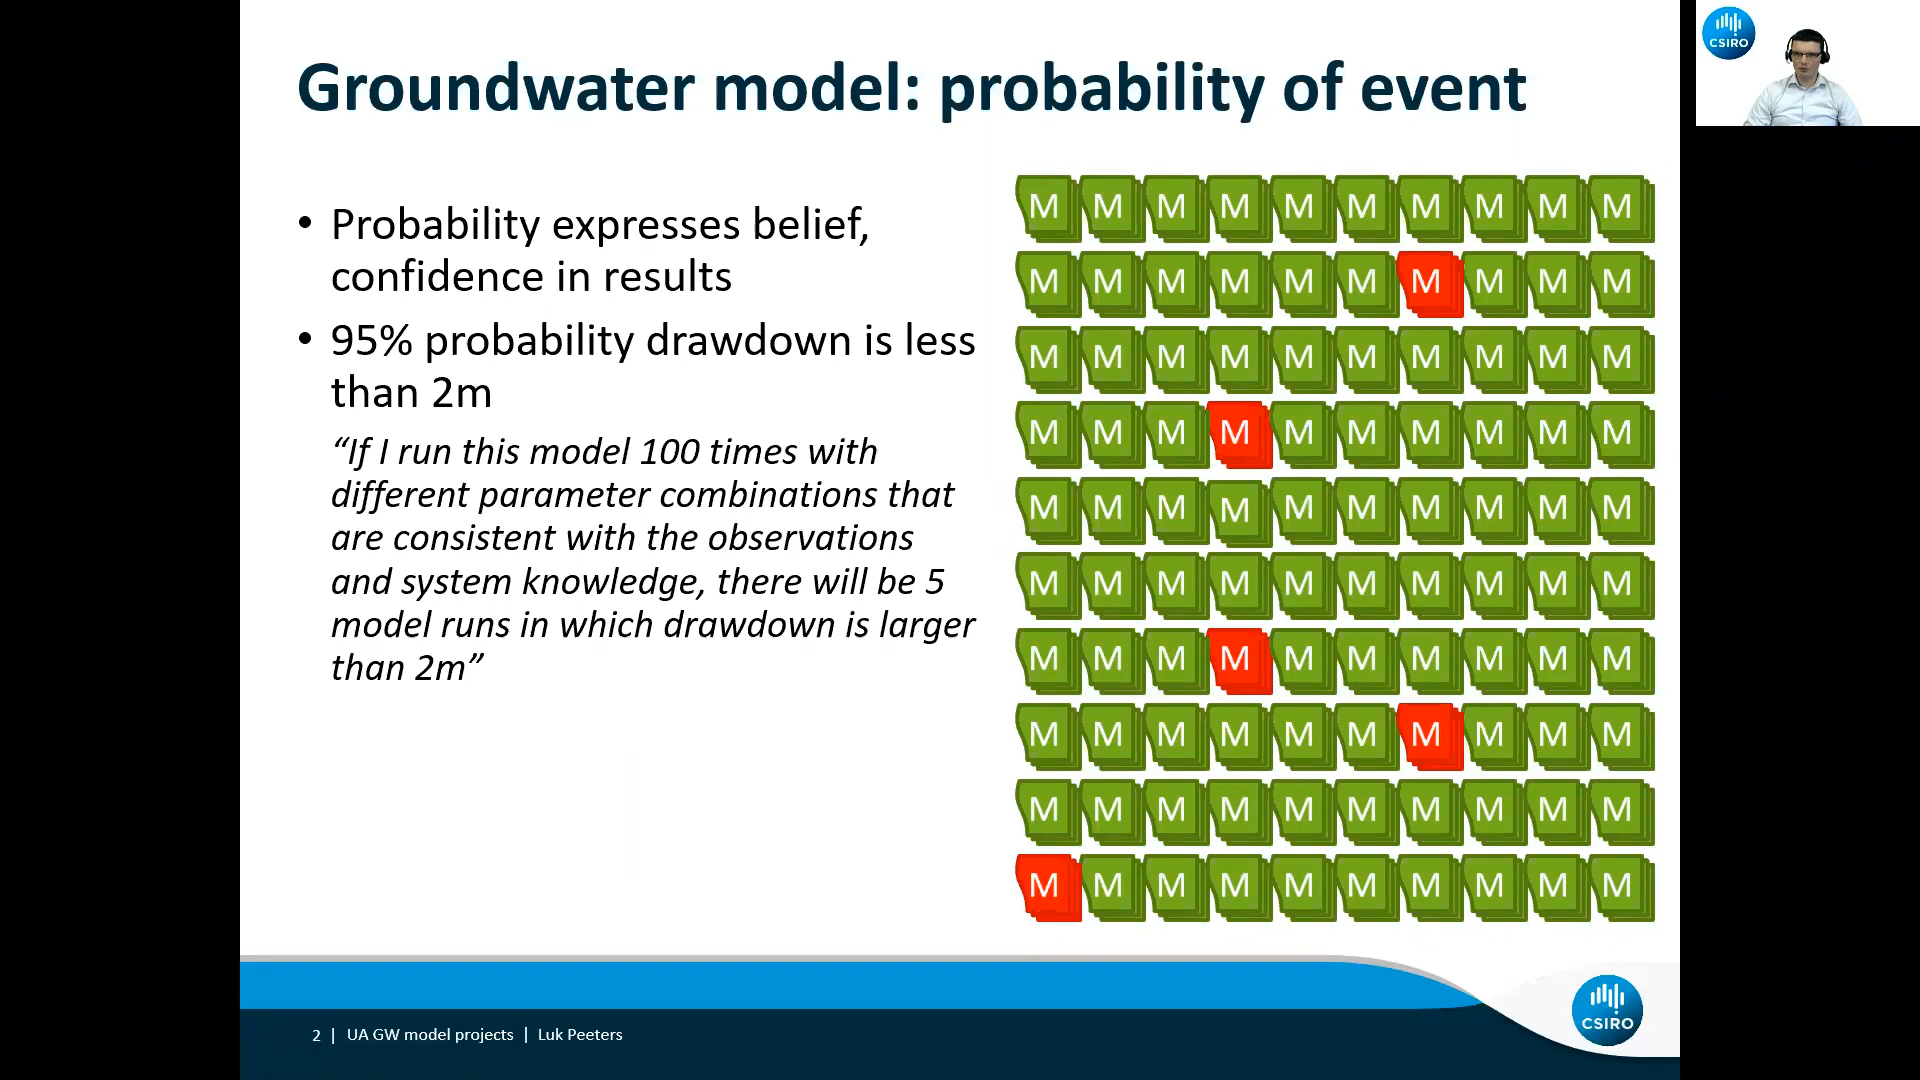 Groundwater model: probability of event
CSIRO
• Probability expresses belief,
confidence in results
• 95% probability drawdown is less
than 2m
“If I run this model 100 times with
different parameter combinations that
are consistent with the observations
and system knowledge, there will be 5
model runs in which drawdown is larger
than 2m”
M M M M M M M M M M
M M M M M M M M M M
M M M M M M M M M M
M M M M M M M M M M
M M M M M M M M M M
M M M M M M M M M M
M M M M M M M M M M
M M M M M M M M M M
M M M M M M M M M M
M M M M M M M M M M
2 | UA GW model projects | Luk Peeters
CSIRO